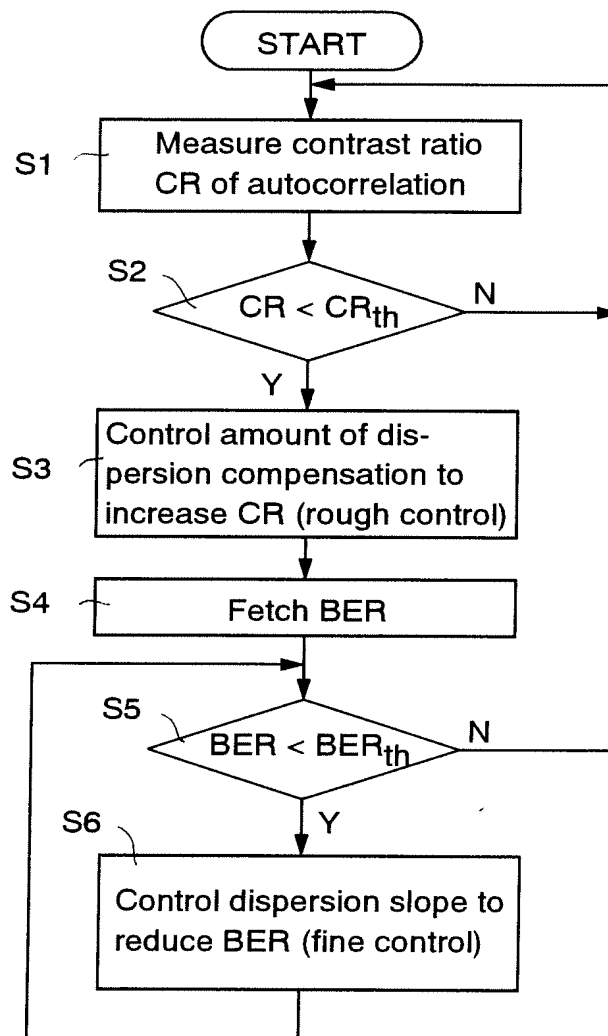 START
S1
Measure contrast ratio
CR of autocorrelation
S2
CR < CRth
N
Y
S3
Control amount of dis-
persion compensation to
increase CR (rough control)
S4
Fetch BER
S5
BER < BERth
N
Y
S6
Control dispersion slope to
reduce BER (fine control)